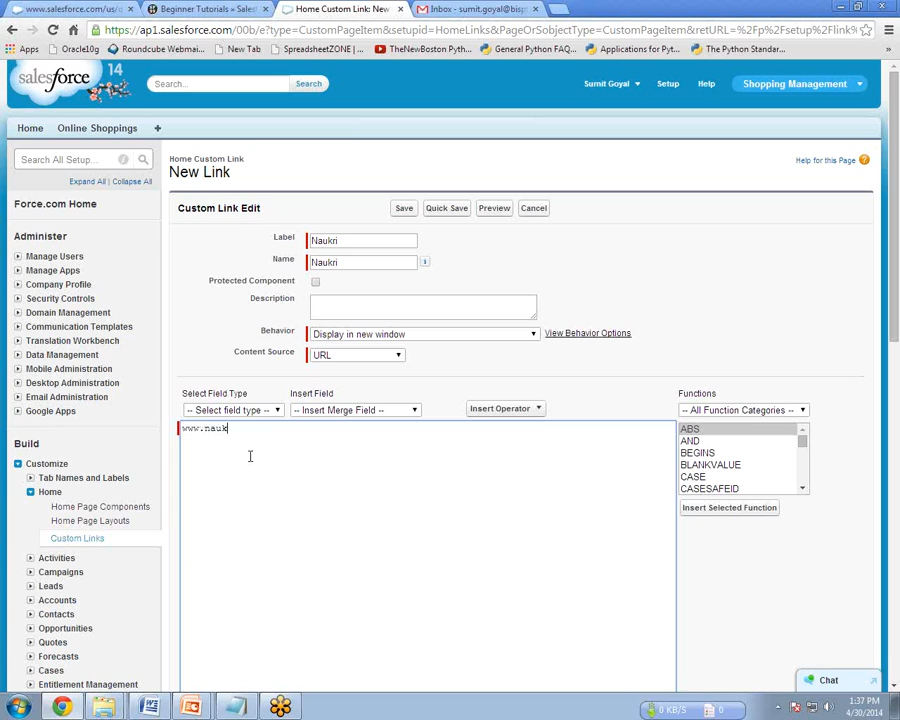 www.salesforce.com/us/
Beginner Tutorials » Sales
Home Custom Link: Ne
Inbox - sumit.goyal@bisp
https://ap1.salesforce.com/00b/e?type=CustomPageItem&setupid=HomeLinks&PageOrSobjectType=CustomPageItem&retURL=%2Fp%2Fsetup%2Flink
Apps
Oracle10g
Roundcube Webmai...
New Tab
SpreadsheetZONE |...
TheNewBoston Pyth...
General Python FAQ...
Applications for Pyt...
The Python Standar...
salesforce
14
Search...
Search
Sumit Goyal
Setup
Help
Shopping Management
Home
Online Shoppings
+
Search All Setup...
Expand All | Collapse All
Force.com Home
Administer
Manage Users
Manage Apps
Company Profile
Security Controls
Domain Management
Communication Templates
Translation Workbench
Data Management
Mobile Administration
Desktop Administration
Email Administration
Google Apps
Build
Customize
Tab Names and Labels
Home
Home Page Components
Home Page Layouts
Custom Links
Activities
Campaigns
Leads
Accounts
Contacts
Opportunities
Quotes
Forecasts
Cases
Entitlement Management
Home Custom Link
New Link
Help for this Page
Custom Link Edit
Save
Quick Save
Preview
Cancel
Label
Naukri
Name
Naukri
Protected Component
Description
Behavior
Display in new window
View Behavior Options
Content Source
URL
Select Field Type
Insert Field
Functions
-- Select field type --
-- Insert Merge Field --
Insert Operator
-- All Function Categories --
www.nauk
ABS
AND
BEGINS
BLANKVALUE
CASE
CASESAFEID
Insert Selected Function
Chat
0 KB/S
0
1:37 PM
4/30/2014